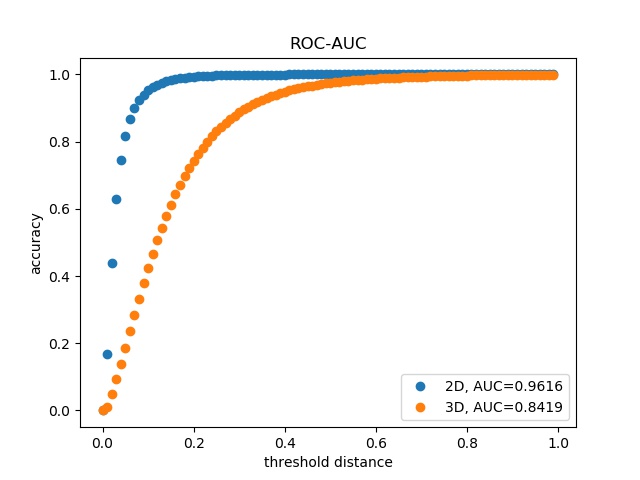 ROC-AUC
1.0
0.8
0.6
0.4
0.2
0.0
accuracy
2D, AUC=0.9616
3D, AUC=0.8419
0.0 0.2 0.4 0.6 0.8 1.0
threshold distance